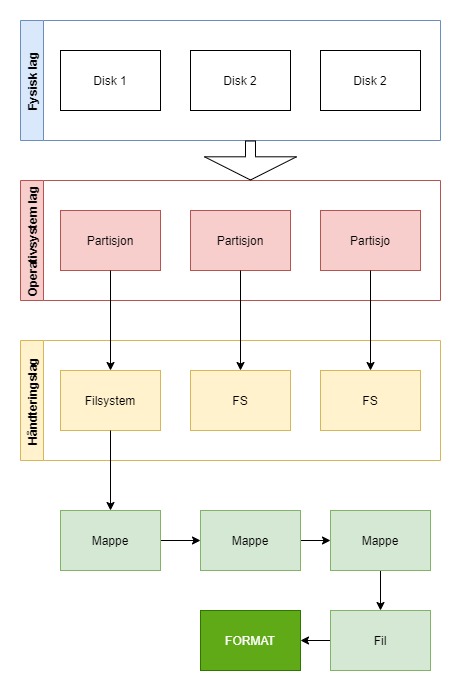 Fysisk lag
Disk 1
Disk 2
Disk 2
Operativsystem lag
Partisjon
Partisjon
Partisjo
Håndteringslag
Filsystem
FS
FS
Mappe
Mappe
Mappe
FORMAT
Fil